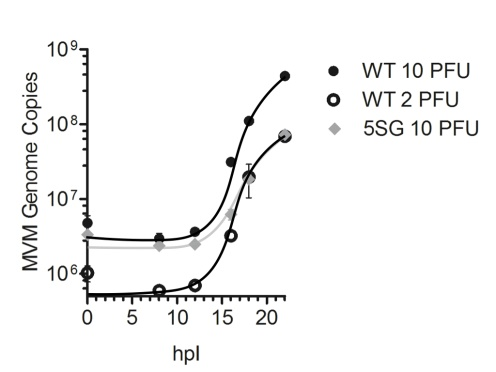 MVM Genome Copies
10⁹
10⁸
10⁷
10⁶
0 5 10 15 20
hpI
WT 10 PFU
WT 2 PFU
5SG 10 PFU